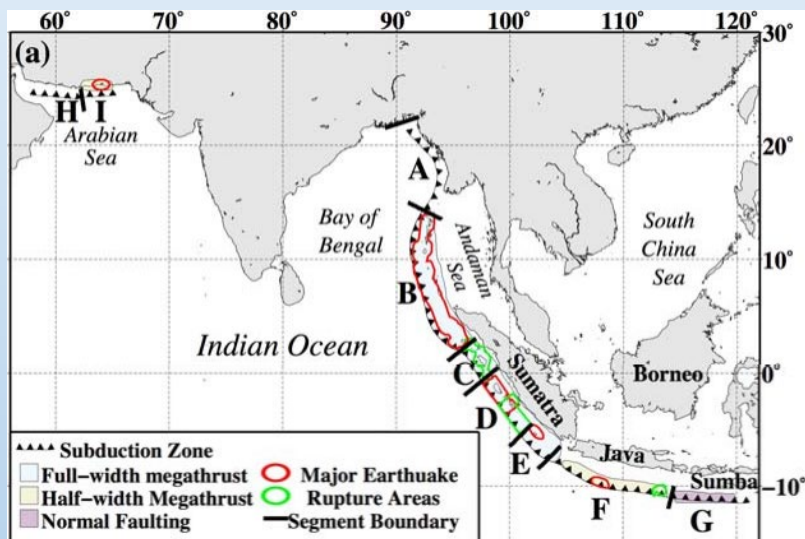 (a)
60° 70° 80° 90° 100° 110° 120°
30°
20°
10°
0°
-10°
H I
Arabian
Sea
A
Bay of
Bengal
Andaman
Sea
South
China
Sea
B
Indian Ocean
C
Sumatra
Borneo
D
E
Java
Sumba
F
G
Subduction Zone
Full-width megathrust
Half-width Megathrust
Normal Faulting
Major Earthuake
Rupture Areas
Segment Boundary